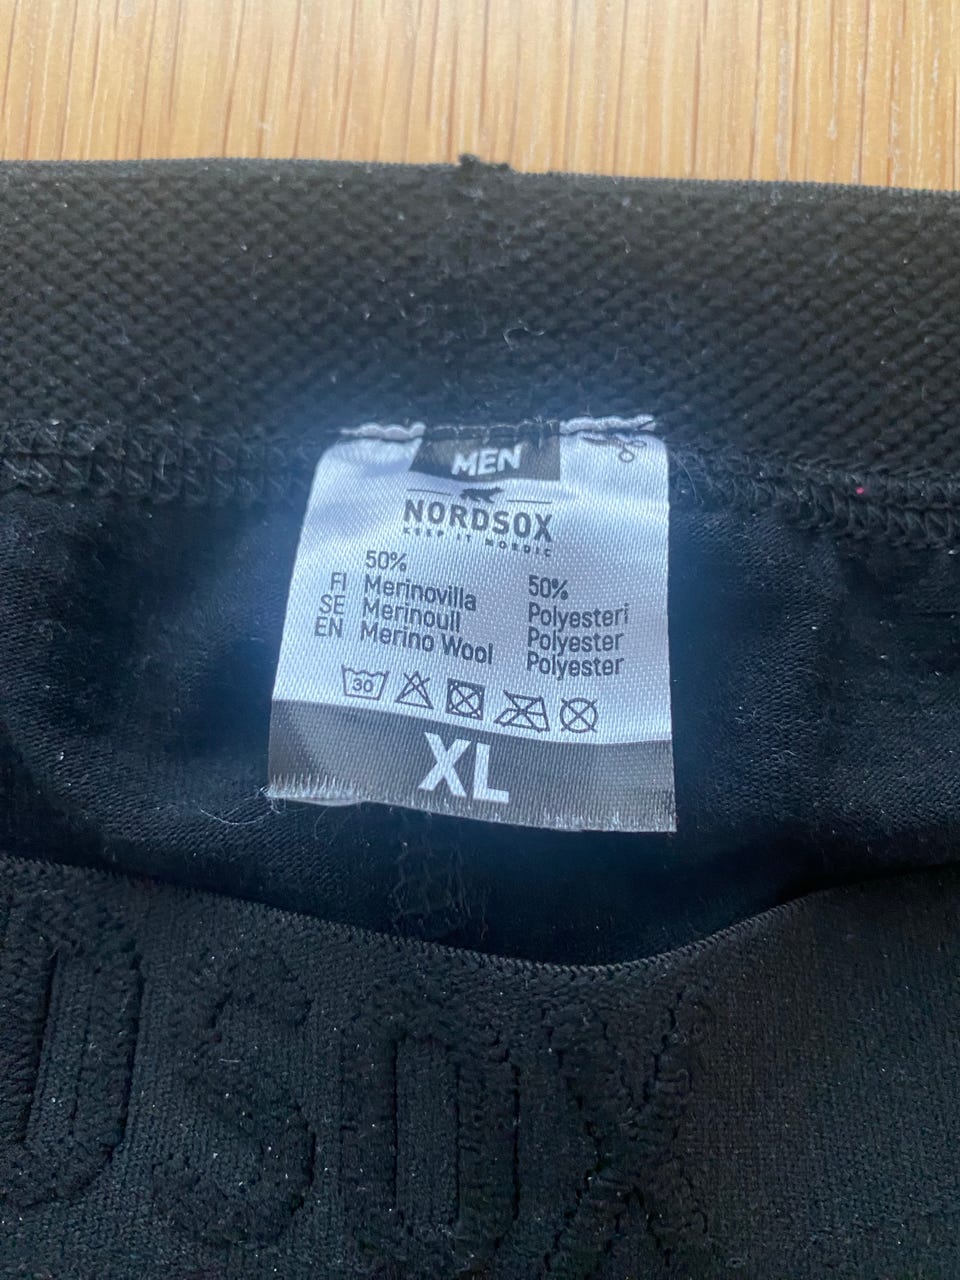 MEN
NORDSOX
KEEP IT NORDIC
50% 50%
FI Merinovilla Polyesteri
SE Merinoull Polyester
EN Merino Wool Polyester
30
XL
DSOX